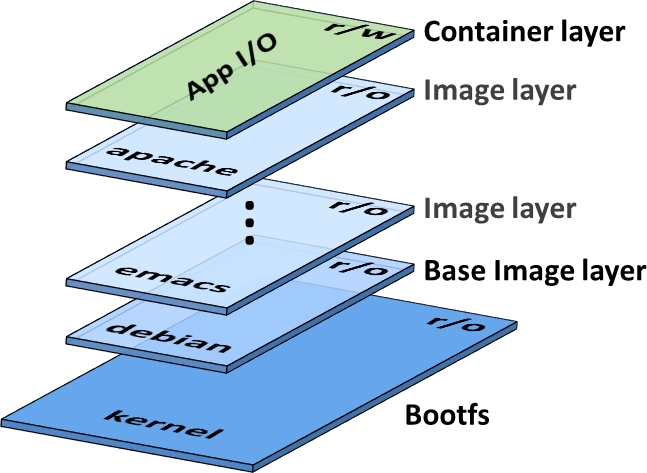 r/w
Container layer
App I/O
r/o
Image layer
apache
r/o
Image layer
emacs
r/o
Base Image layer
debian
r/o
Bootfs
kernel